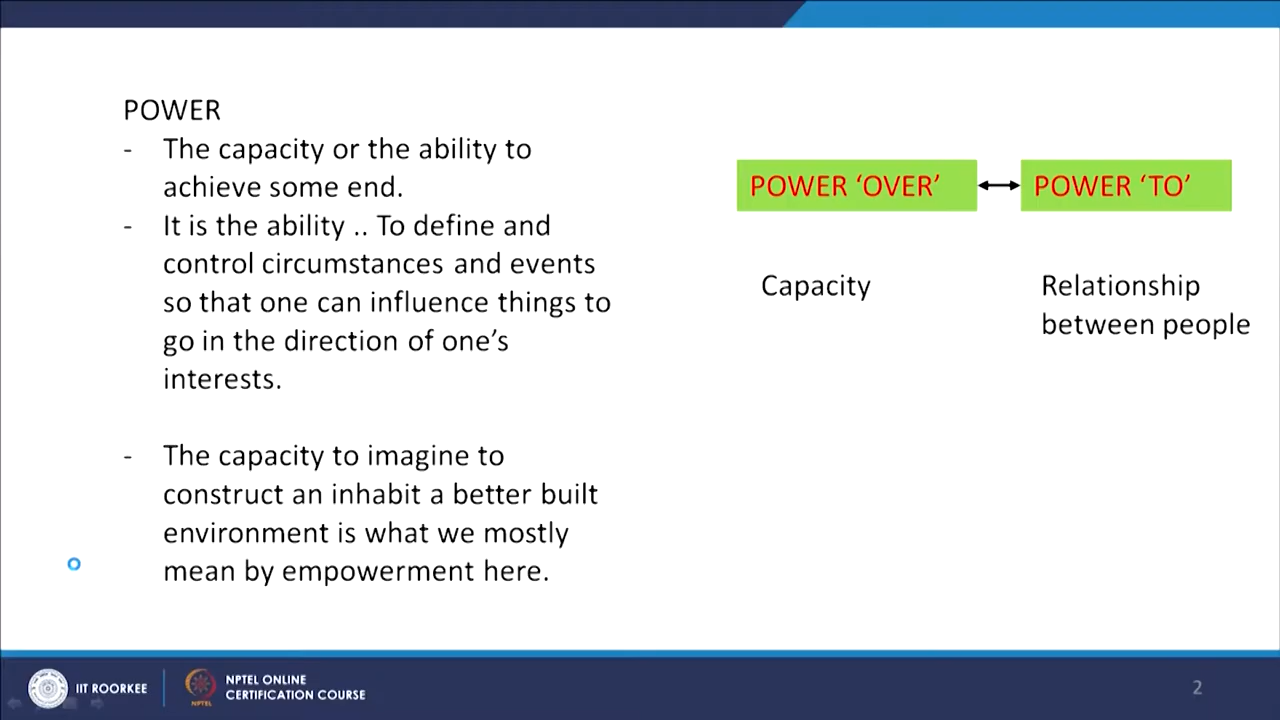 POWER
- The capacity or the ability to
achieve some end.
- It is the ability .. To define and
control circumstances and events
so that one can influence things to
go in the direction of one’s
interests.
- The capacity to imagine to
construct an inhabit a better built
environment is what we mostly
mean by empowerment here.
POWER ‘OVER’
POWER ‘TO’
Capacity
Relationship
between people
IIT ROORKEE
NPTEL
NPTEL ONLINE
CERTIFICATION COURSE
2